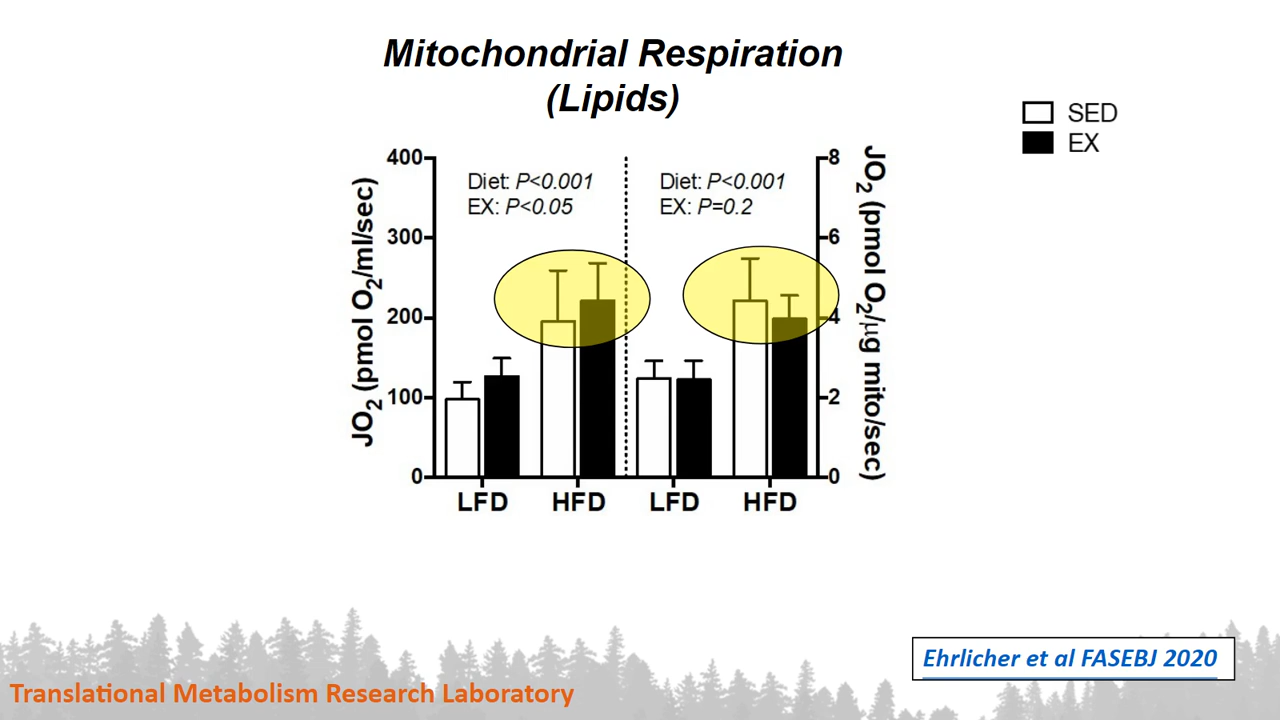 Mitochondrial Respiration
(Lipids)
SED
EX
JO₂ (pmol O₂/ml/sec)
400
300
200
100
0
Diet: P<0.001
EX: P<0.05
Diet: P<0.001
EX: P=0.2
8
6
4
2
0
JO₂ (pmol O₂/μg mito/sec)
LFD HFD LFD HFD
Ehrlicher et al FASEBJ 2020
Translational Metabolism Research Laboratory